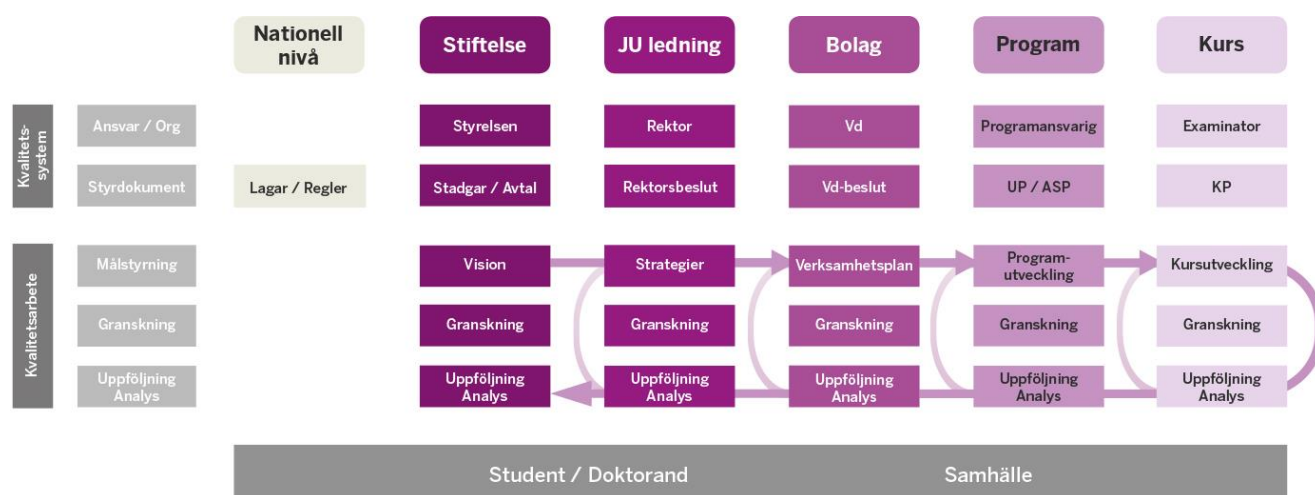 Nationell
nivå
Stiftelse
JU ledning
Bolag
Program
Kurs
Kvalitets-
system
Ansvar / Org
Styrelsen
Rektor
Vd
Programansvarig
Examinator
Styrdokument
Lagar / Regler
Stadgar / Avtal
Rektorsbeslut
Vd-beslut
UP / ASP
KP
Kvalitetsarbete
Målstyrning
Vision
Strategier
Verksamhetsplan
Program-
utveckling
Kursutveckling
Granskning
Granskning
Granskning
Granskning
Granskning
Granskning
Uppföljning
Analys
Uppföljning
Analys
Uppföljning
Analys
Uppföljning
Analys
Uppföljning
Analys
Uppföljning
Analys
Student / Doktorand
Samhälle